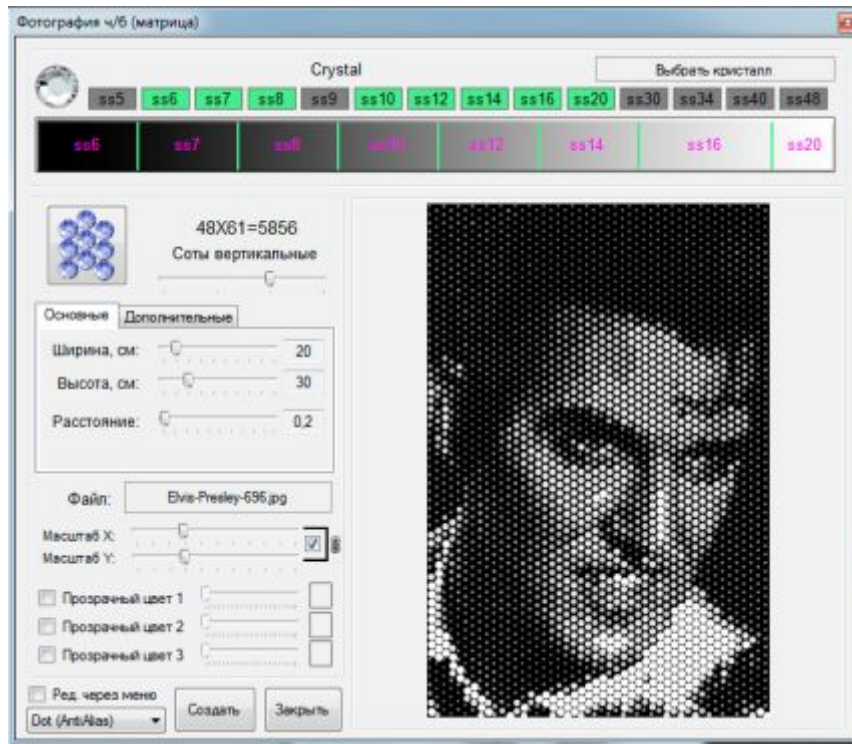 Фотография ч/б (матрица)
Crystal
Выбрать кристалл
ss5 ss6 ss7 ss8 ss9 ss10 ss12 ss14 ss16 ss20 ss30 ss34 ss40 ss48
ss6 ss7 ss8 ss10 ss12 ss14 ss16 ss20
48X61=5856
Соты вертикальные
Основные Дополнительные
Ширина, см: 20
Высота, см: 30
Расстояние: 0,2
Файл: Elvis-Presley-696.jpg
Масштаб X:
Масштаб Y:
Прозрачный цвет 1
Прозрачный цвет 2
Прозрачный цвет 3
Ред. через меню
Dot (AntiAlias)
Создать
Закрыть